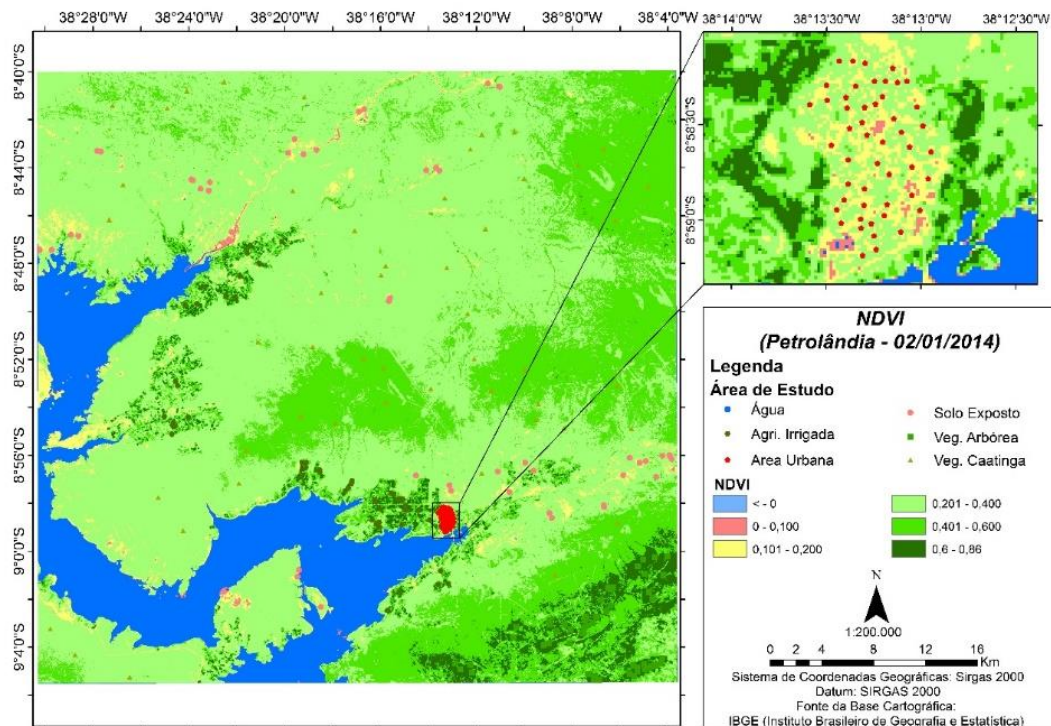 38°28'0"W 38°24'0"W 38°20'0"W 38°16'0"W 38°12'0"W 38°8'0"W 38°4'0"W
38°14'0"W 38°13'30"W 38°13'0"W 38°12'30"W
8°40'0"S
8°44'0"S
8°48'0"S
8°52'0"S
8°56'0"S
9°0'0"S
9°4'0"S
8°58'30"S
8°59'0"S
NDVI
(Petrolândia - 02/01/2014)
Legenda
Área de Estudo
Água
Solo Exposto
Agri. Irrigada
Veg. Arbórea
Area Urbana
Veg. Caatinga
NDVI
< - 0
0,201 - 0,400
0 - 0,100
0,401 - 0,600
0,101 - 0,200
0,6 - 0,86
N
1:200.000
0 2 4 8 12 16
Km
Sistema de Coordenadas Geográficas: Sirgas 2000
Datum: SIRGAS 2000
Fonte da Base Cartográfica:
IBGE (Instituto Brasileiro de Geografia e Estatística)